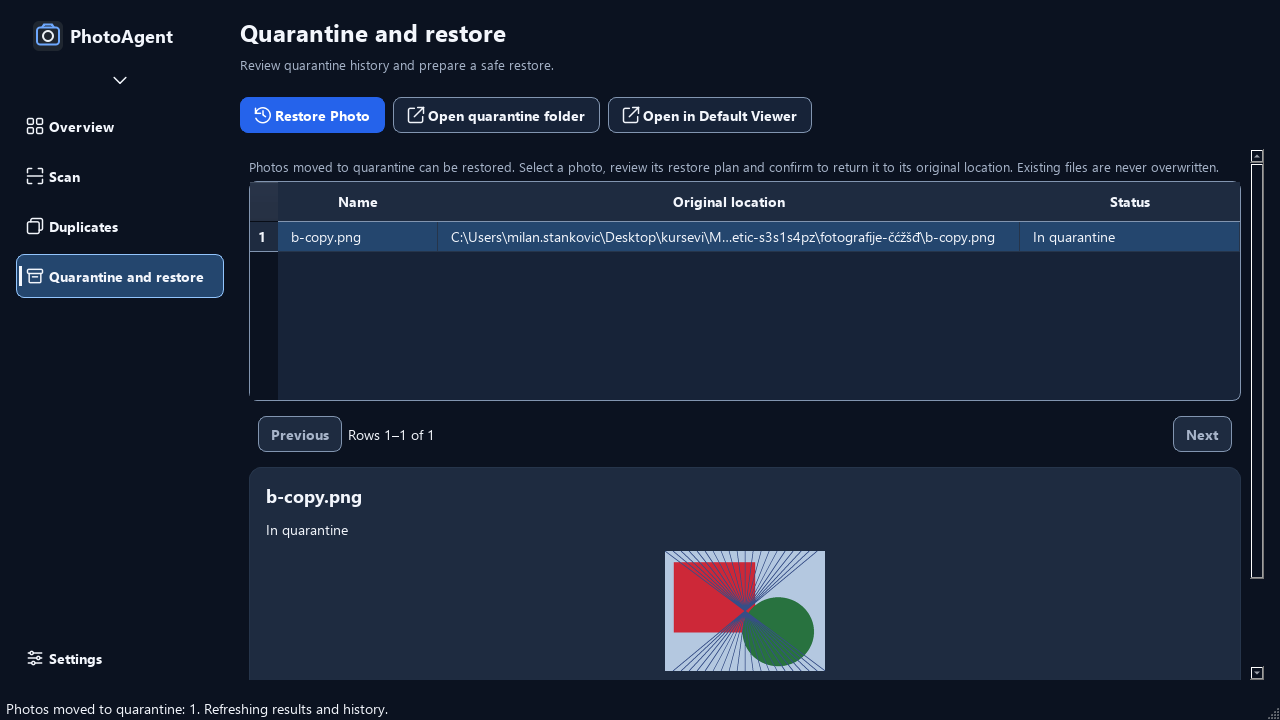 PhotoAgent
Overview
Scan
Duplicates
Quarantine and restore
Settings
Quarantine and restore
Review quarantine history and prepare a safe restore.
Restore Photo
Open quarantine folder
Open in Default Viewer
Photos moved to quarantine can be restored. Select a photo, review its restore plan and confirm to return it to its original location. Existing files are never overwritten.
Name Original location Status
1 b-copy.png C:\Users\milan.stankovic\Desktop\kursevi\M...etic-s3s1s4pz\fotografije-čćžšđ\b-copy.png In quarantine
Previous Rows 1–1 of 1 Next
b-copy.png
In quarantine
Photos moved to quarantine: 1. Refreshing results and history.